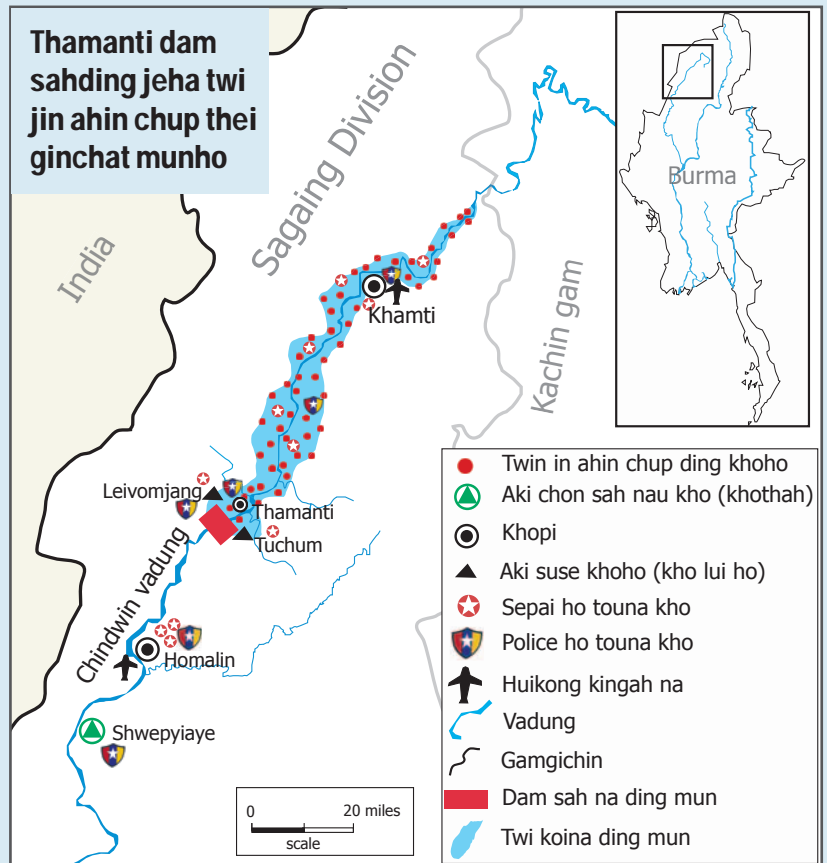 Thamanti dam
sahding jeha twi
jin ahin chup thei
ginchat munho
Sagaing Division
India
Burma
Kachin gam
Khamti
Leivomjang
Thamanti
Tuchum
Chindwin vadung
Homalin
Shwepyiaye
0 20 miles
scale
Twin in ahin chup ding khoho
Aki chon sah nau kho (khothah)
Khopi
Aki suse khoho (kho lui ho)
Sepai ho touna kho
Police ho touna kho
Huikong kingah na
Vadung
Gamgichin
Dam sah na ding mun
Twi koina ding mun